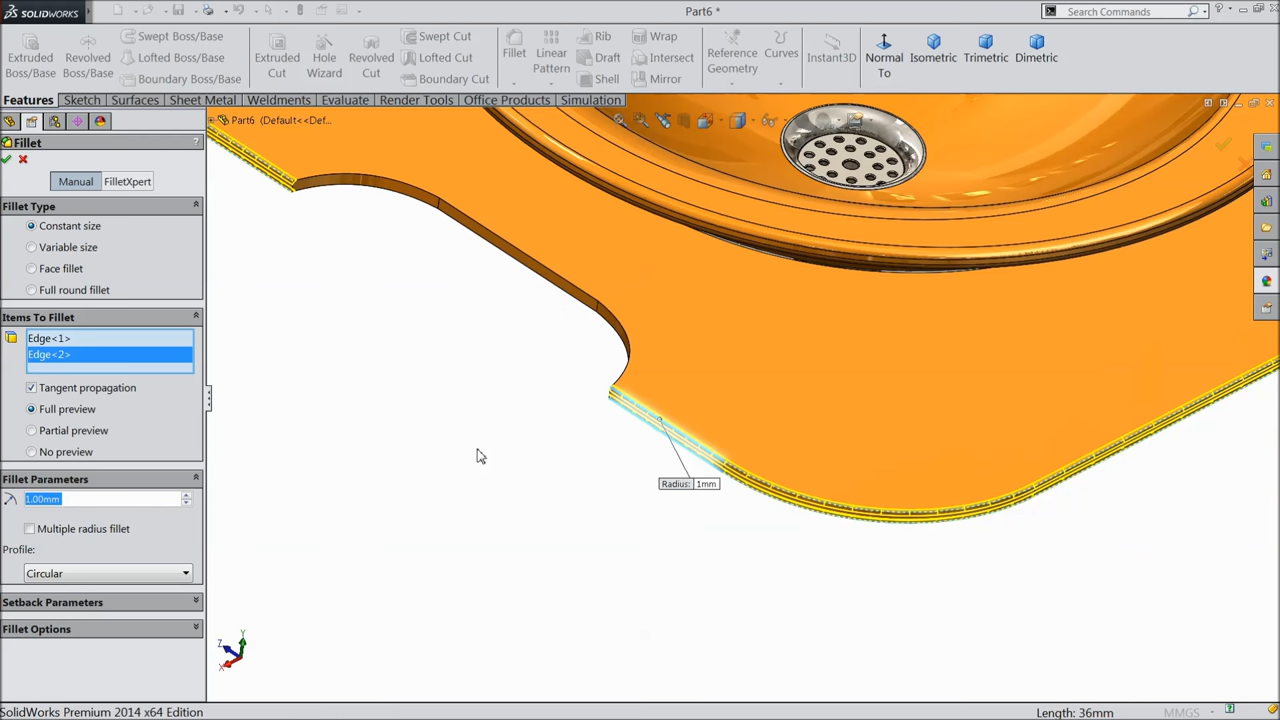 SOLIDWORKS
Part6 *
Search Commands
Extruded Boss/Base
Revolved Boss/Base
Swept Boss/Base
Lofted Boss/Base
Boundary Boss/Base
Extruded Cut
Hole Wizard
Revolved Cut
Swept Cut
Lofted Cut
Boundary Cut
Fillet
Linear Pattern
Rib
Draft
Shell
Wrap
Intersect
Mirror
Reference Geometry
Curves
Instant3D
Normal To
Isometric
Trimetric
Dimetric
Features
Sketch
Surfaces
Sheet Metal
Weldments
Evaluate
Render Tools
Office Products
Simulation
Part6 (Default<<Def...
Fillet
?
Manual
FilletXpert
Fillet Type
Constant size
Variable size
Face fillet
Full round fillet
Items To Fillet
Edge<1>
Edge<2>
Tangent propagation
Full preview
Partial preview
No preview
Fillet Parameters
1.00mm
Multiple radius fillet
Profile:
Circular
Setback Parameters
Fillet Options
Radius: 1mm
Y
Z
X
SolidWorks Premium 2014 x64 Edition
Length: 36mm
MMGS